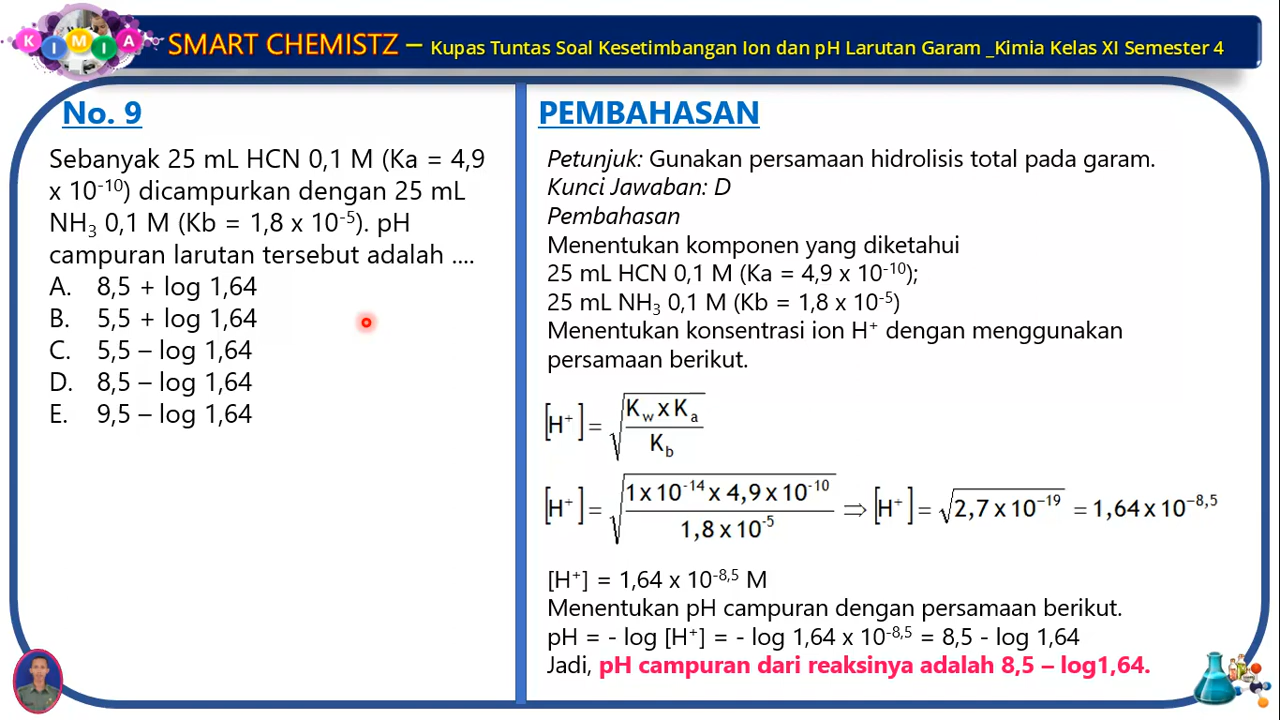 KIMIA
SMART CHEMISTZ – Kupas Tuntas Soal Kesetimbangan Ion dan pH Larutan Garam _Kimia Kelas XI Semester 4
No. 9
Sebanyak 25 mL HCN 0,1 M (Ka = 4,9
x 10⁻¹⁰) dicampurkan dengan 25 mL
NH₃ 0,1 M (Kb = 1,8 x 10⁻⁵). pH
campuran larutan tersebut adalah ....
A. 8,5 + log 1,64
B. 5,5 + log 1,64
C. 5,5 – log 1,64
D. 8,5 – log 1,64
E. 9,5 – log 1,64
PEMBAHASAN
Petunjuk: Gunakan persamaan hidrolisis total pada garam.
Kunci Jawaban: D
Pembahasan
Menentukan komponen yang diketahui
25 mL HCN 0,1 M (Ka = 4,9 x 10⁻¹⁰);
25 mL NH₃ 0,1 M (Kb = 1,8 x 10⁻⁵)
Menentukan konsentrasi ion H⁺ dengan menggunakan
persamaan berikut.
[H⁺] = √(K_w x K_a / K_b)
[H⁺] = √(1 x 10⁻¹⁴ x 4,9 x 10⁻¹⁰ / 1,8 x 10⁻⁵) ⇒ [H⁺] = √(2,7 x 10⁻¹⁹) = 1,64 x 10⁻⁸,⁵
[H⁺] = 1,64 x 10⁻⁸,⁵ M
Menentukan pH campuran dengan persamaan berikut.
pH = - log [H⁺] = - log 1,64 x 10⁻⁸,⁵ = 8,5 - log 1,64
Jadi, pH campuran dari reaksinya adalah 8,5 – log1,64.